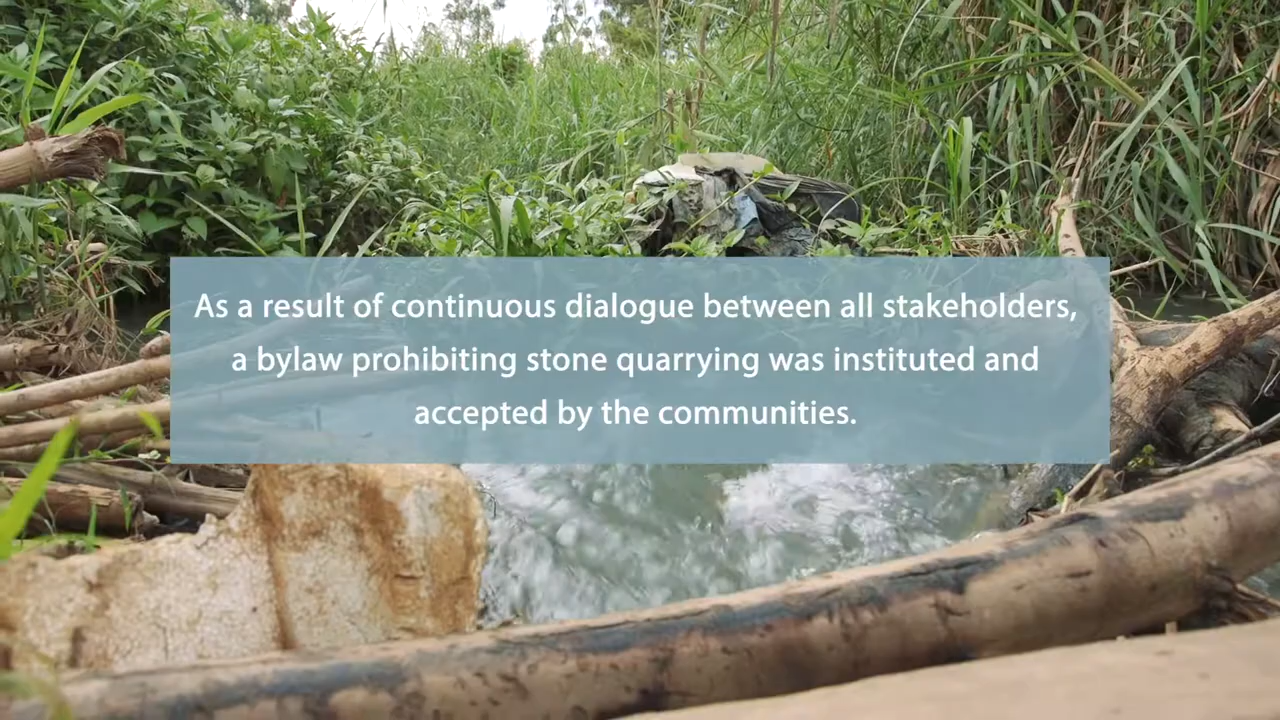 As a result of continuous dialogue between all stakeholders,
a bylaw prohibiting stone quarrying was instituted and
accepted by the communities.